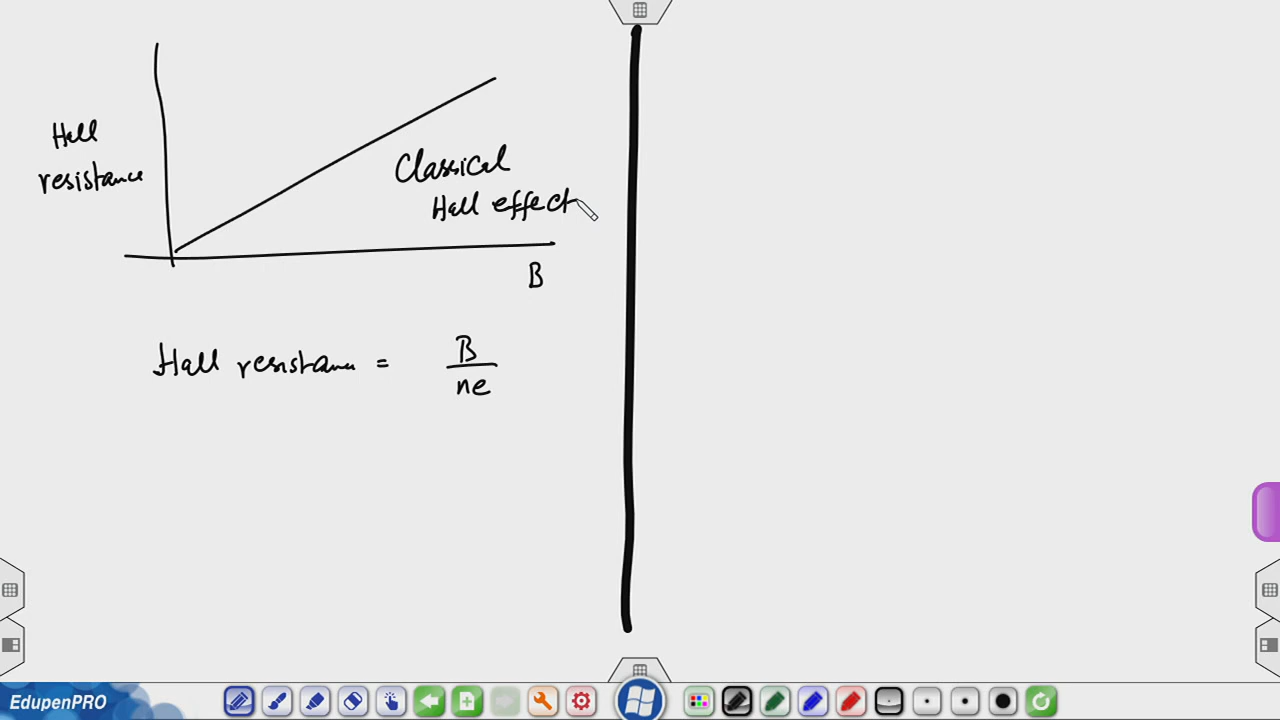 Hall
resistance
Classical
Hall effect
B
Hall resistance = B/ne
EdupenPRO